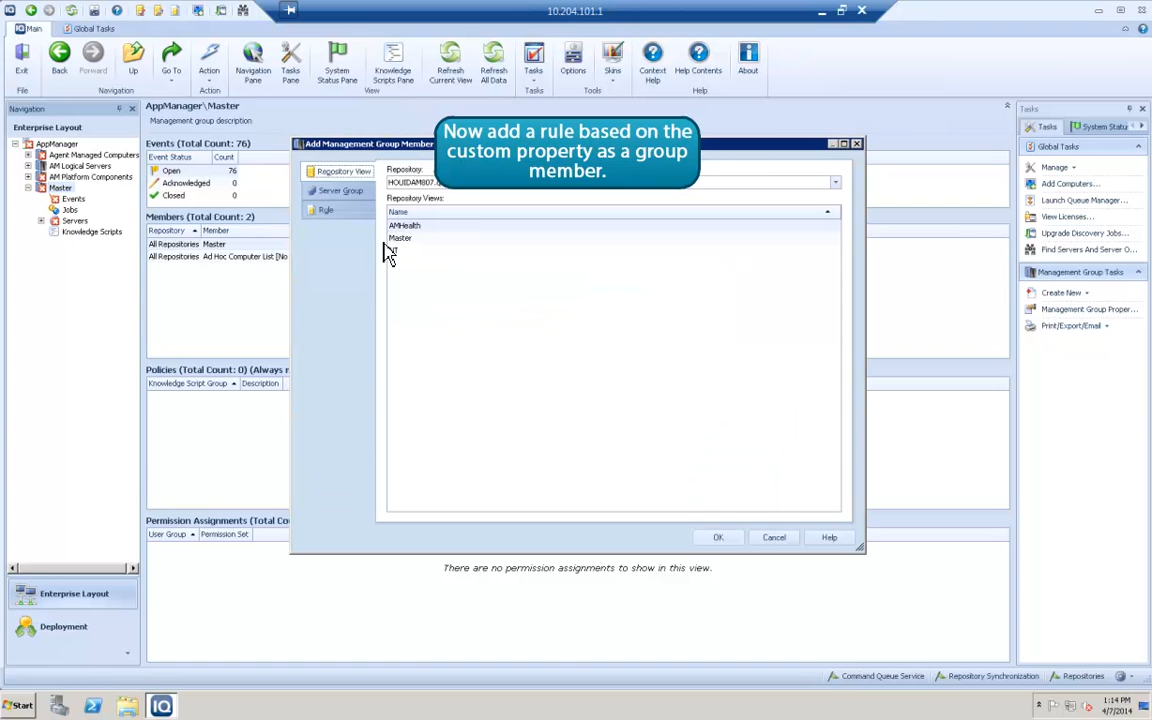 10.204.101.1
Main
Global Tasks
Exit
Back
Forward
Up
Go To
Action
Navigation Pane
Tasks Pane
System Status Pane
Knowledge Scripts Pane
Refresh Current View
Refresh All Data
Tasks
Options
Skins
Context Help
Help Contents
About
File
Navigation
Action
View
Tasks
Tools
Help
Navigation
Enterprise Layout
AppManager
Agent Managed Computers
AM Logical Servers
AM Platform Components
Master
Events
Jobs
Servers
Knowledge Scripts
Enterprise Layout
Deployment
AppManager\Master
Management group description
Events (Total Count: 76)
Event Status Count
Open 76
Acknowledged 0
Closed 0
Members (Total Count: 2)
Repository Member
All Repositories Master
All Repositories Ad Hoc Computer List [No
Policies (Total Count: 0) (Always r
Knowledge Script Group Description
Permission Assignments (Total Co
User Group Permission Set
There are no permission assignments to show in this view.
Now add a rule based on the
custom property as a group
member.
Add Management Group Member
Repository View
Server Group
Rule
Repository:
Repository Views:
Name
AMHealth
Master
OK
Cancel
Help
Tasks
Tasks
System Statu
Global Tasks
Manage
Add Computers...
Launch Queue Manager...
View Licenses...
Upgrade Discovery Jobs...
Find Servers And Server O...
Management Group Tasks
Create New
Management Group Proper...
Print/Export/Email
Command Queue Service
Repository Synchronization
Repositories
Start
IQ
1:14 PM
4/7/2014